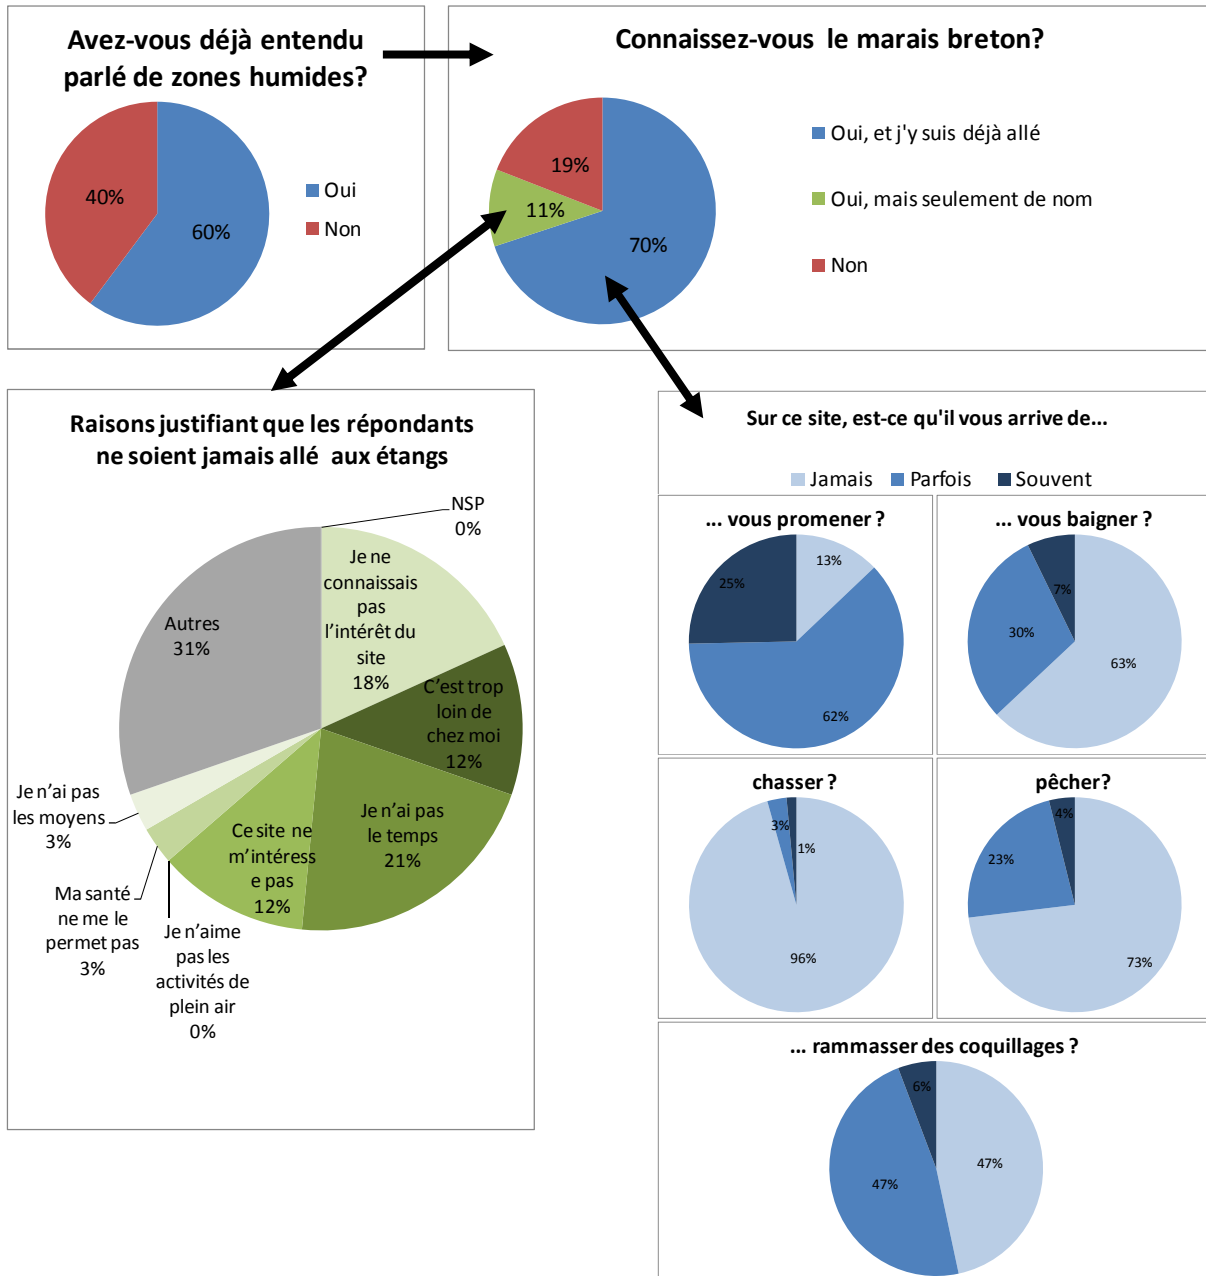 Avez-vous déjà entendu
parlé de zones humides?
40%
60%
Oui
Non
Connaissez-vous le marais breton?
19%
11%
70%
Oui, et j'y suis déjà allé
Oui, mais seulement de nom
Non
Raisons justifiant que les répondants
ne soient jamais allé aux étangs
NSP
0%
Je ne
connaissais
pas
l'intérêt du
site
18%
C'est trop
loin de
chez moi
12%
Je n'ai pas
le temps
21%
Ce site ne
m'intéress
e pas
12%
Je n'aime
pas les
activités de
plein air
0%
Ma santé
ne me le
permet pas
3%
Je n'ai pas
les moyens
3%
Autres
31%
Sur ce site, est-ce qu'il vous arrive de...
Jamais
Parfois
Souvent
... vous promener ?
13%
25%
62%
... vous baigner ?
7%
30%
63%
chasser ?
3%
1%
96%
pêcher?
4%
23%
73%
... rammasser des coquillages ?
6%
47%
47%